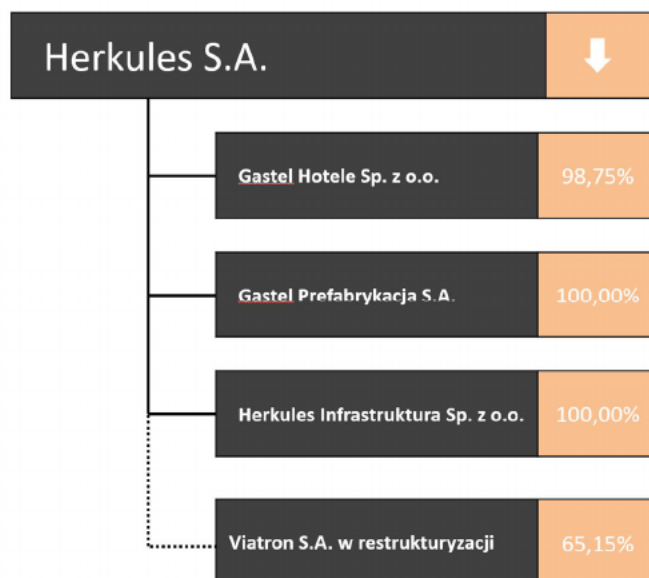 Herkules S.A.
Gastel Hotele Sp. z o.o. 98,75%
Gastel Prefabrykacja S.A. 100,00%
Herkules Infrastruktura Sp. z o.o. 100,00%
Viatron S.A. w restrukturyzacji 65,15%